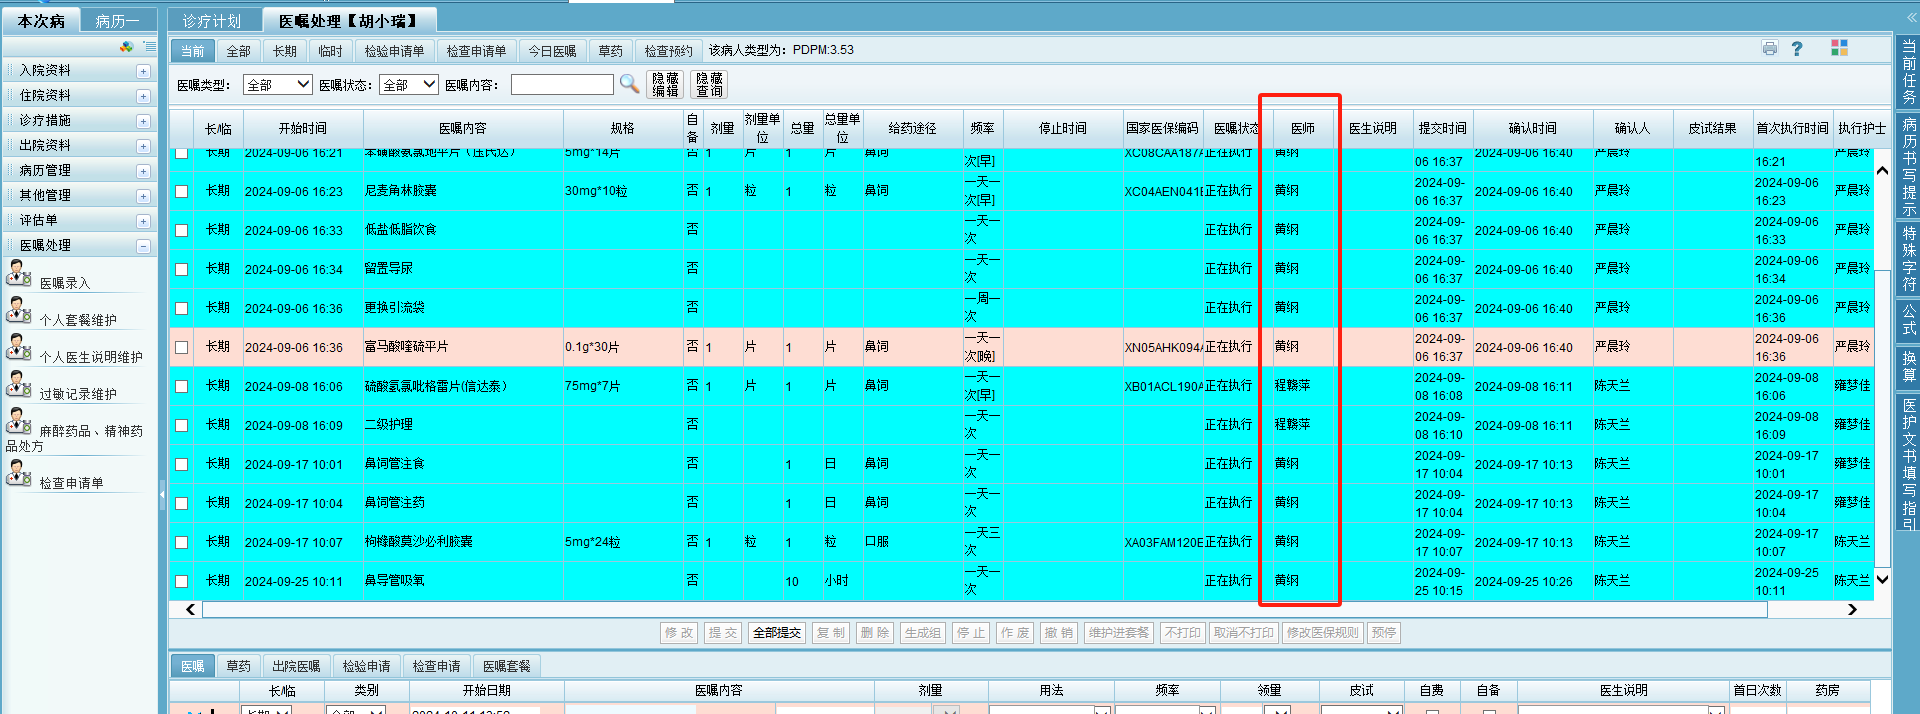 本次病 病历一 诊疗计划 医嘱处理【胡小瑞】
当前 全部 长期 临时 检验申请单 检查申请单 今日医嘱 草药 检查预约 该病人类型为：PDPM:3.53
医嘱类型： 全部 医嘱状态： 全部 医嘱内容： 隐藏编辑 隐藏查询
入院资料
住院资料
诊疗措施
出院资料
病历管理
其他管理
评估单
医嘱处理
医嘱录入
个人套餐维护
个人医生说明维护
过敏记录维护
麻醉药品、精神药品处方
检查申请单
长/临 开始时间 医嘱内容 规格 自备 剂量 剂量单位 总量 总量单位 给药途径 频率 停止时间 国家医保编码 医嘱状态 医师 医生说明 提交时间 确认时间 确认人 皮试结果 首次执行时间 执行护士
长期 2024-09-06 16:21 苯磺酸氨氯地平片（压氏达） 5mg*14片 否 1 片 1 片 鼻饲 次[早] XC08CAA187A 正在执行 黄纲 06 16:37 2024-09-06 16:40 严晨玲 16:21 严晨玲
长期 2024-09-06 16:23 尼麦角林胶囊 30mg*10粒 否 1 粒 1 粒 鼻饲 一天一次[早] XC04AEN041E 正在执行 黄纲 2024-09-06 16:37 2024-09-06 16:40 严晨玲 2024-09-06 16:23 严晨玲
长期 2024-09-06 16:33 低盐低脂饮食 否 一天一次 正在执行 黄纲 2024-09-06 16:37 2024-09-06 16:40 严晨玲 2024-09-06 16:33 严晨玲
长期 2024-09-06 16:34 留置导尿 否 一天一次 正在执行 黄纲 2024-09-06 16:37 2024-09-06 16:40 严晨玲 2024-09-06 16:34 严晨玲
长期 2024-09-06 16:36 更换引流袋 否 一周一次 正在执行 黄纲 2024-09-06 16:37 2024-09-06 16:40 严晨玲 2024-09-06 16:36 严晨玲
长期 2024-09-06 16:36 富马酸喹硫平片 0.1g*30片 否 1 片 1 片 鼻饲 一天一次[晚] XN05AHK094A 正在执行 黄纲 2024-09-06 16:37 2024-09-06 16:40 严晨玲 2024-09-06 16:36 严晨玲
长期 2024-09-08 16:06 硫酸氢氯吡格雷片(信达泰） 75mg*7片 否 1 片 1 片 鼻饲 一天一次[早] XB01ACL190A 正在执行 程赣萍 2024-09-08 16:08 2024-09-08 16:11 陈天兰 2024-09-08 16:06 雍梦佳
长期 2024-09-08 16:09 二级护理 否 一天一次 正在执行 程赣萍 2024-09-08 16:10 2024-09-08 16:11 陈天兰 2024-09-08 16:09 雍梦佳
长期 2024-09-17 10:01 鼻饲管注食 否 1 日 鼻饲 一天一次 正在执行 黄纲 2024-09-17 10:04 2024-09-17 10:13 陈天兰 2024-09-17 10:01 雍梦佳
长期 2024-09-17 10:04 鼻饲管注药 否 1 日 鼻饲 一天一次 正在执行 黄纲 2024-09-17 10:04 2024-09-17 10:13 陈天兰 2024-09-17 10:04 雍梦佳
长期 2024-09-17 10:07 枸橼酸莫沙必利胶囊 5mg*24粒 否 1 粒 1 粒 口服 一天三次 XA03FAM120E 正在执行 黄纲 2024-09-17 10:07 2024-09-17 10:13 陈天兰 2024-09-17 10:07 陈天兰
长期 2024-09-25 10:11 鼻导管吸氧 否 10 小时 一天一次 正在执行 黄纲 2024-09-25 10:15 2024-09-25 10:26 陈天兰 2024-09-25 10:11 陈天兰
修改 提交 全部提交 复制 删除 生成组 停止 作废 撤销 维护进套餐 不打印 取消不打印 修改医保规则 预停
医嘱 草药 出院医嘱 检验申请 检查申请 医嘱套餐
长/临 类别 开始日期 医嘱内容 剂量 用法 频率 领量 皮试 自费 自备 医生说明 首日次数 药房
当前任务
病历书写提示
特殊字符
公式
换算
医护文书填写指引